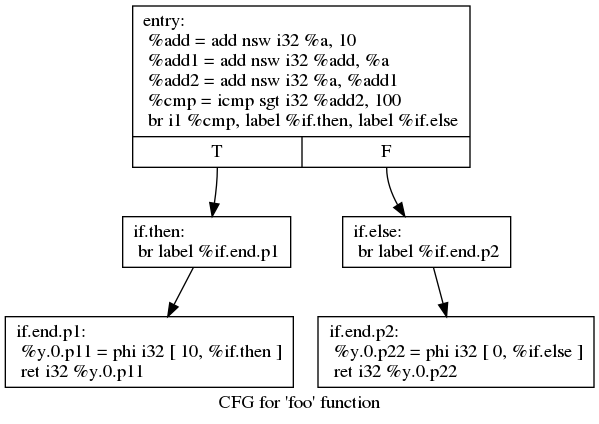 entry:
%add = add nsw i32 %a, 10
%add1 = add nsw i32 %add, %a
%add2 = add nsw i32 %a, %add1
%cmp = icmp sgt i32 %add2, 100
br i1 %cmp, label %if.then, label %if.else
T
F
if.then:
br label %if.end.p1
if.else:
br label %if.end.p2
if.end.p1:
%y.0.p11 = phi i32 [ 10, %if.then ]
ret i32 %y.0.p11
if.end.p2:
%y.0.p22 = phi i32 [ 0, %if.else ]
ret i32 %y.0.p22
CFG for 'foo' function